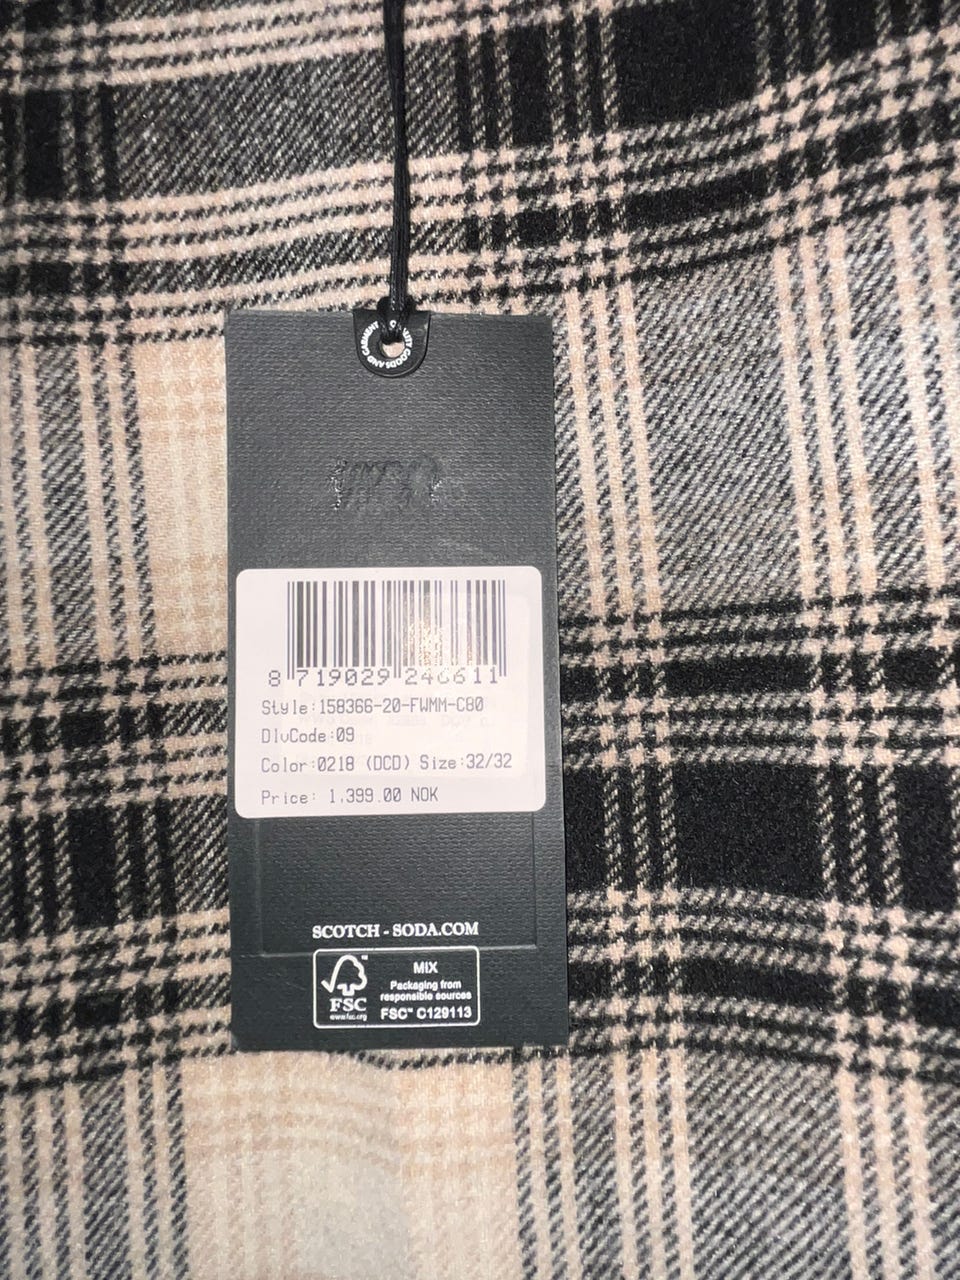 8 719029 246611
Style:158366-20-FWMM-C80
DlvCode:09
Color:0218 (DCD) Size:32/32
Price: 1,399.00 NOK
SCOTCH - SODA.COM
FSC
www.fsc.org
MIX
Packaging from
responsible sources
FSC™ C129113